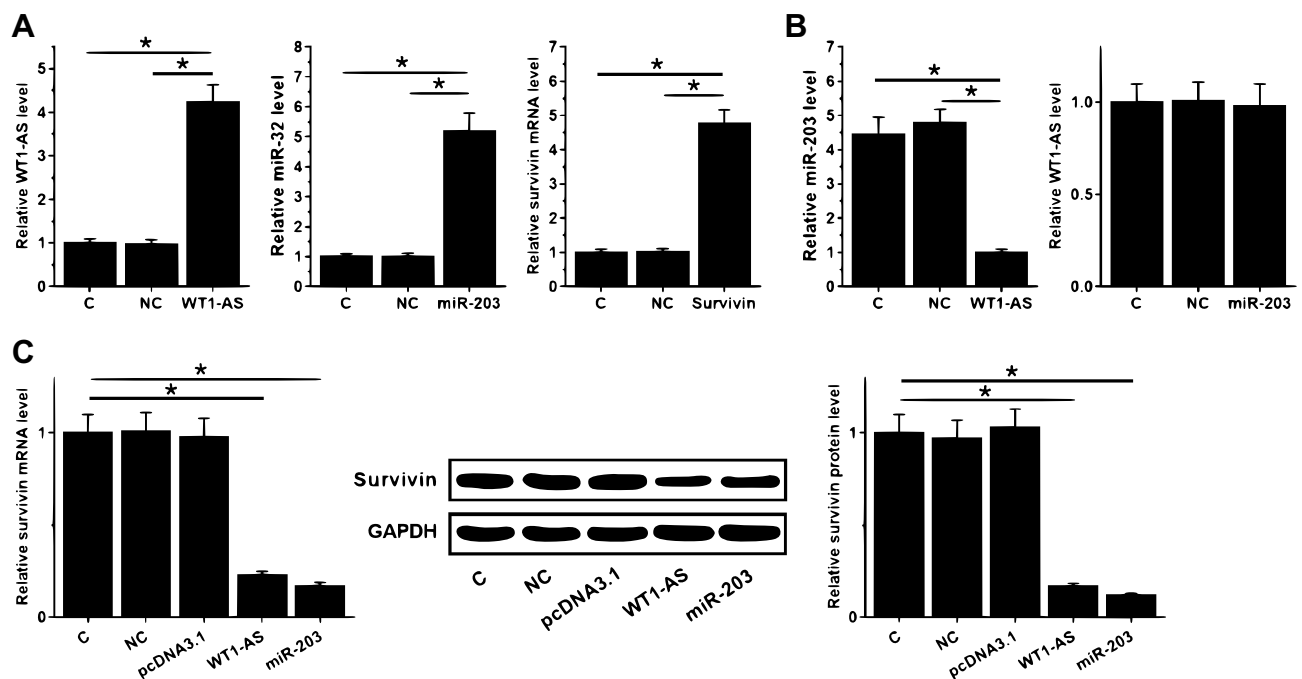 A
Relative WT1-AS level
5
4
3
2
1
0
*
*
C NC WT1-AS
Relative miR-32 level
8
7
6
5
4
3
2
1
0
*
*
C NC miR-203
Relative survivin mRNA level
7
6
5
4
3
2
1
0
*
*
C NC Survivin
B
Relative miR-203 level
7
6
5
4
3
2
1
0
*
*
C NC WT1-AS
Relative WT1-AS level
1.0
0.5
0.0
C NC miR-203
C
Relative survivin mRNA level
1
0
*
*
C NC pcDNA3.1 WT1-AS miR-203
Survivin
GAPDH
C NC pcDNA3.1 WT1-AS miR-203
Relative survivin protein level
1
0
*
*
C NC pcDNA3.1 WT1-AS miR-203